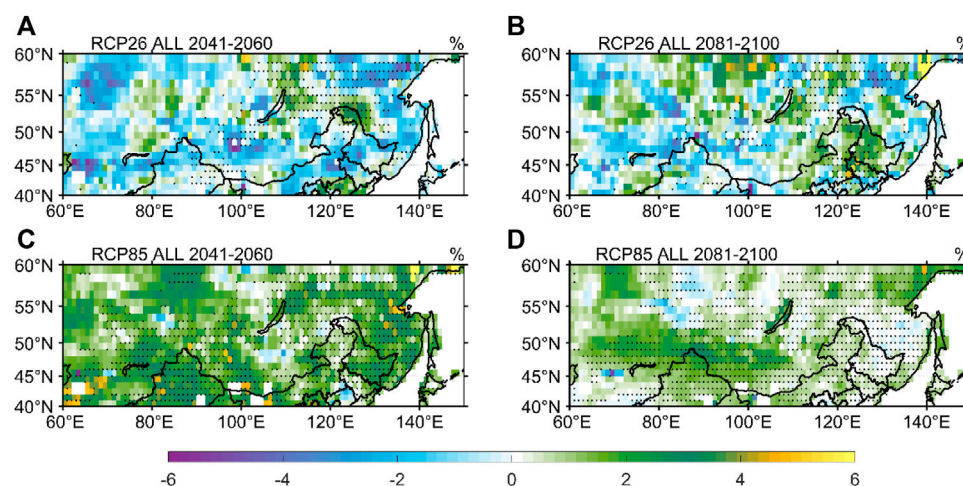 A B
RCP26 ALL 2041-2060 % RCP26 ALL 2081-2100 %
60°N 60°N
55°N 55°N
50°N 50°N
45°N 45°N
40°N 40°N
60°E 80°E 100°E 120°E 140°E 60°E 80°E 100°E 120°E 140°E
C D
RCP85 ALL 2041-2060 % RCP85 ALL 2081-2100 %
60°N 60°N
55°N 55°N
50°N 50°N
45°N 45°N
40°N 40°N
60°E 80°E 100°E 120°E 140°E 60°E 80°E 100°E 120°E 140°E
-6 -4 -2 0 2 4 6